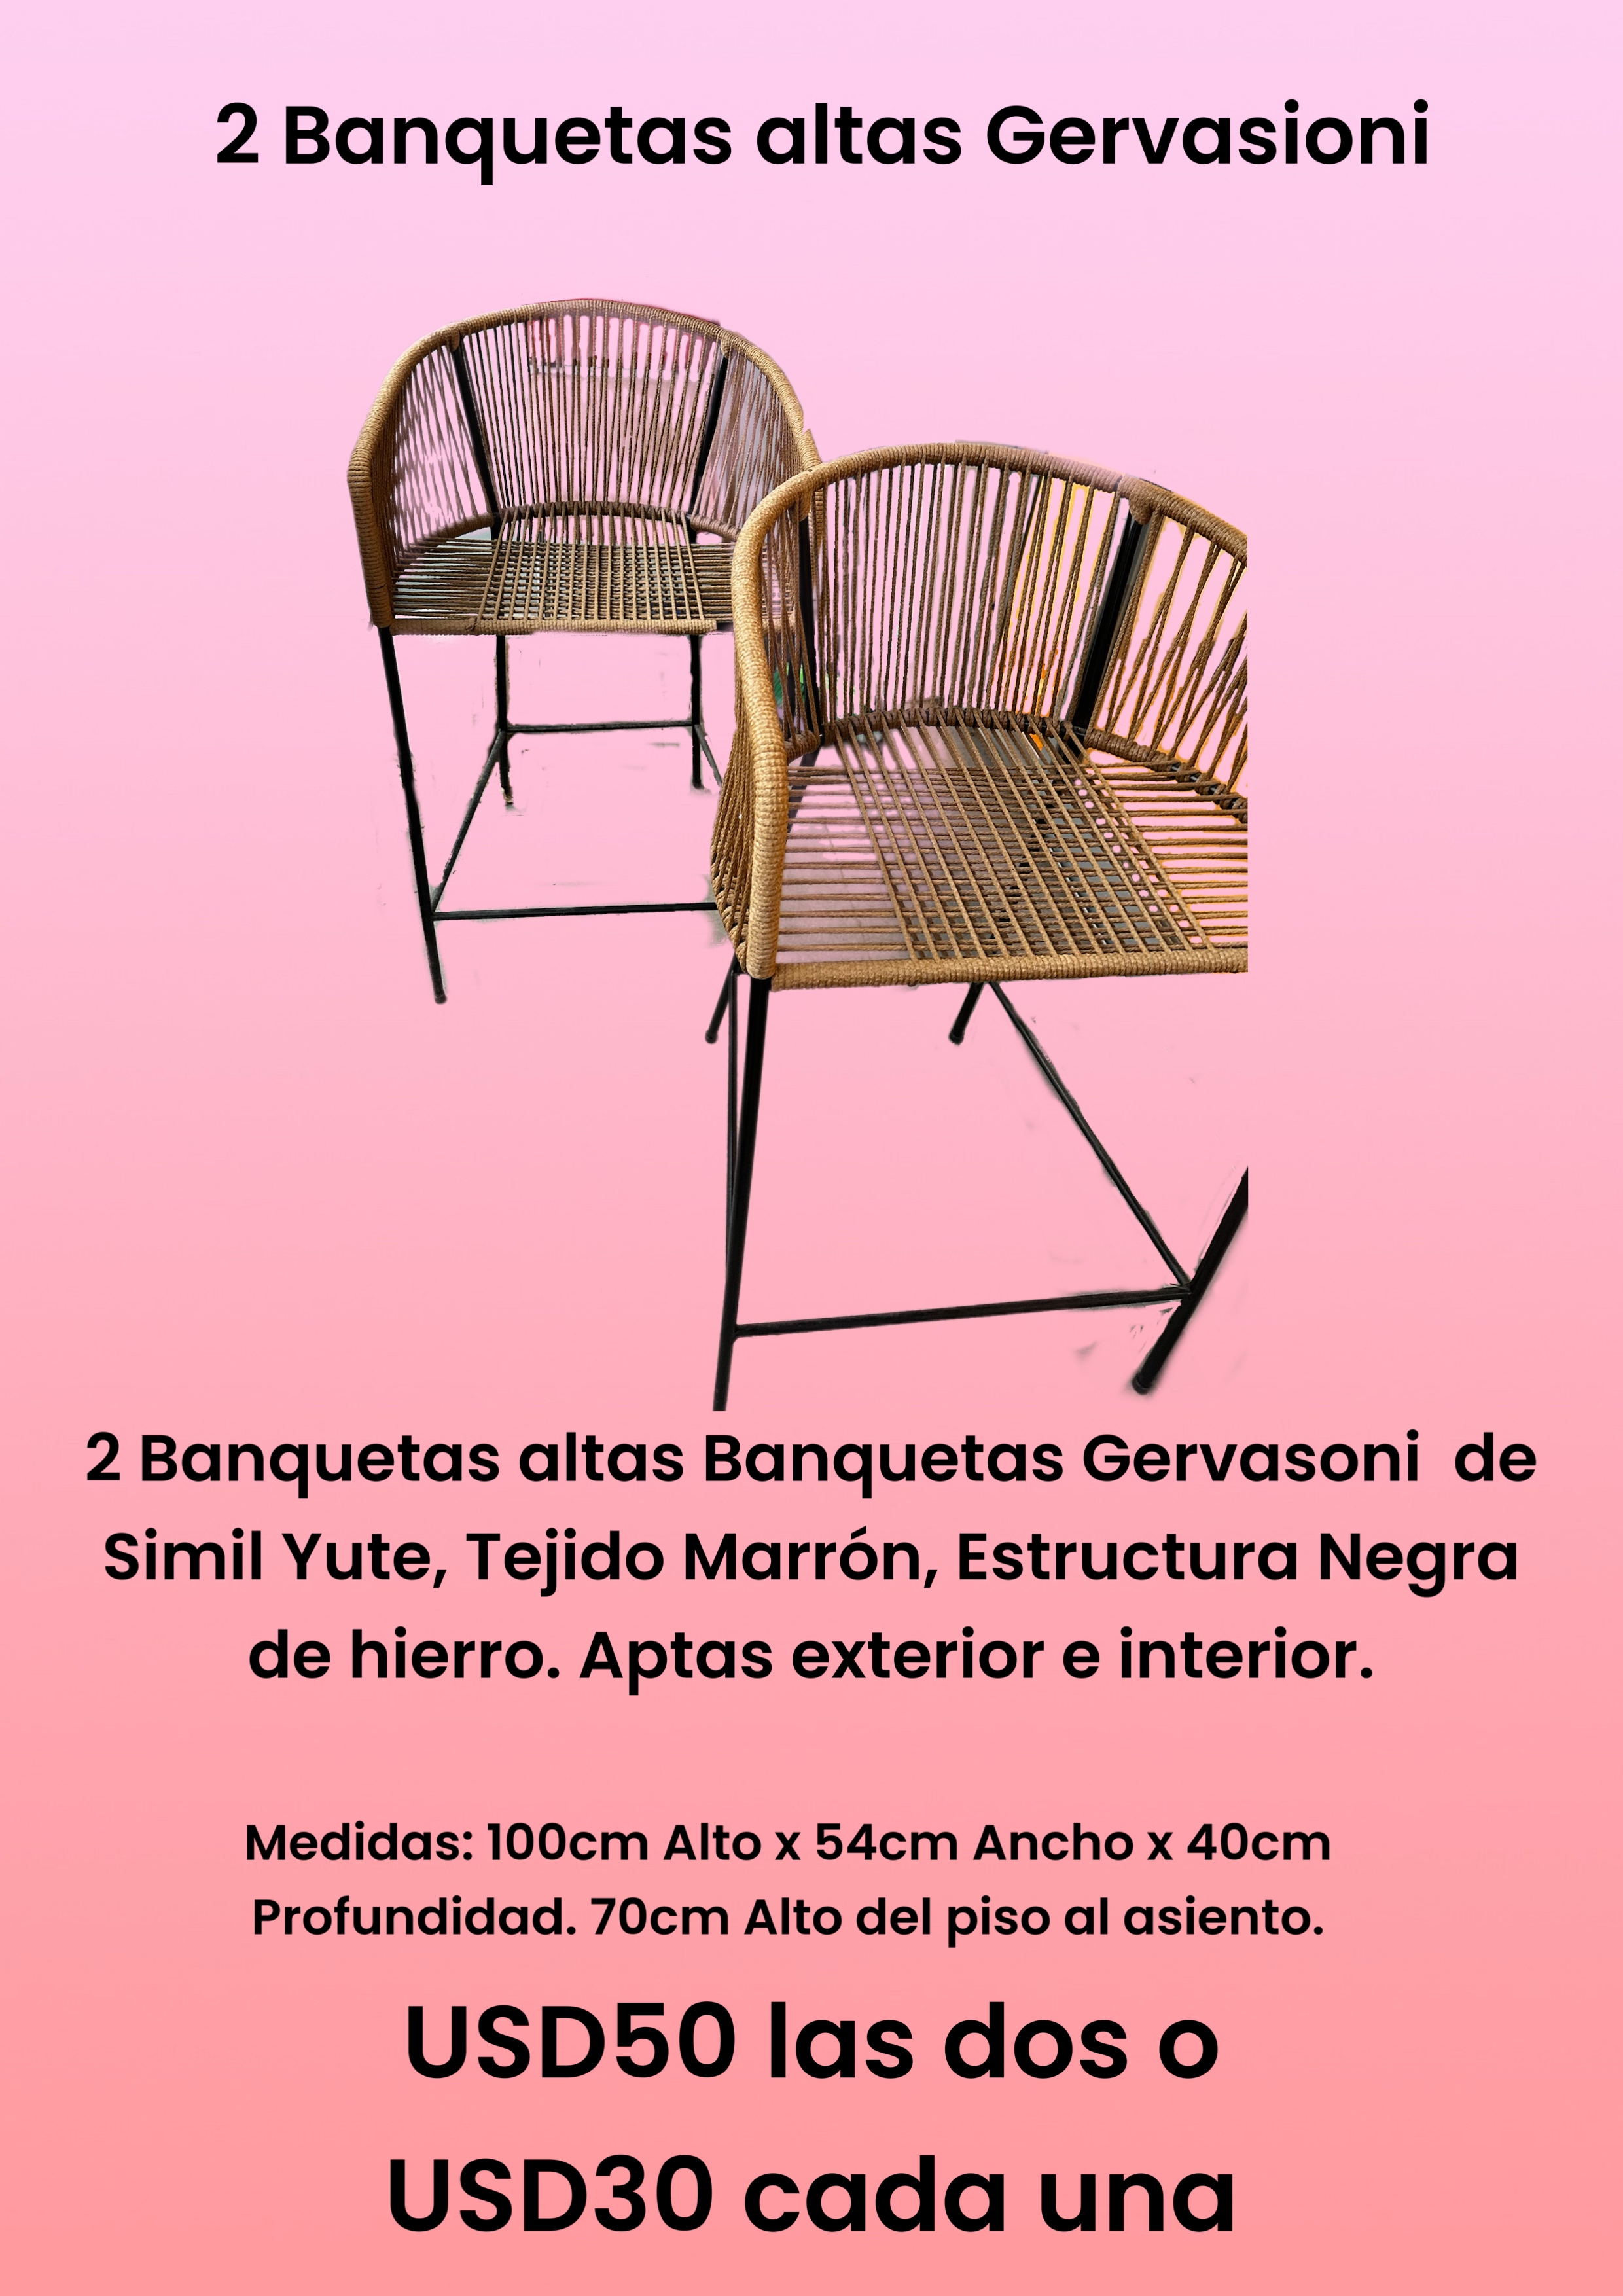 2 Banquetas altas Gervasioni
2 Banquetas altas Banquetas Gervasoni  de
Simil Yute, Tejido Marrón, Estructura Negra
de hierro. Aptas exterior e interior.
Medidas: 100cm Alto x 54cm Ancho x 40cm
Profundidad. 70cm Alto del piso al asiento.
USD50 las dos o
USD30 cada una